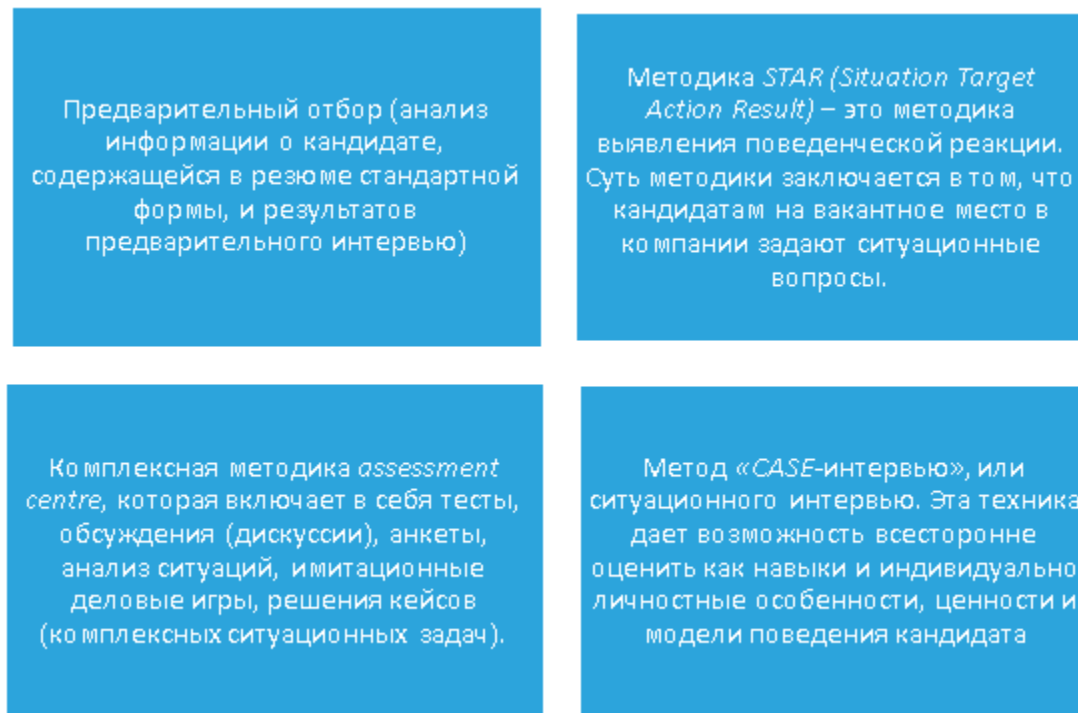 Предварительный отбор (анализ
информации о кандидате,
содержащейся в резюме стандартной
формы, и результатов
предварительного интервью)
Методика STAR (Situation Target
Action Result) – это методика
выявления поведенческой реакции.
Суть методики заключается в том, что
кандидатам на вакантное место в
компании задают ситуационные
вопросы.
Комплексная методика assessment
centre, которая включает в себя тесты,
обсуждения (дискуссии), анкеты,
анализ ситуаций, имитационные
деловые игры, решения кейсов
(комплексных ситуационных задач).
Метод «CASE-интервью», или
ситуационного интервью. Эта техника
дает возможность всесторонне
оценить как навыки и индивидуально
личностные особенности, ценности и
модели поведения кандидата